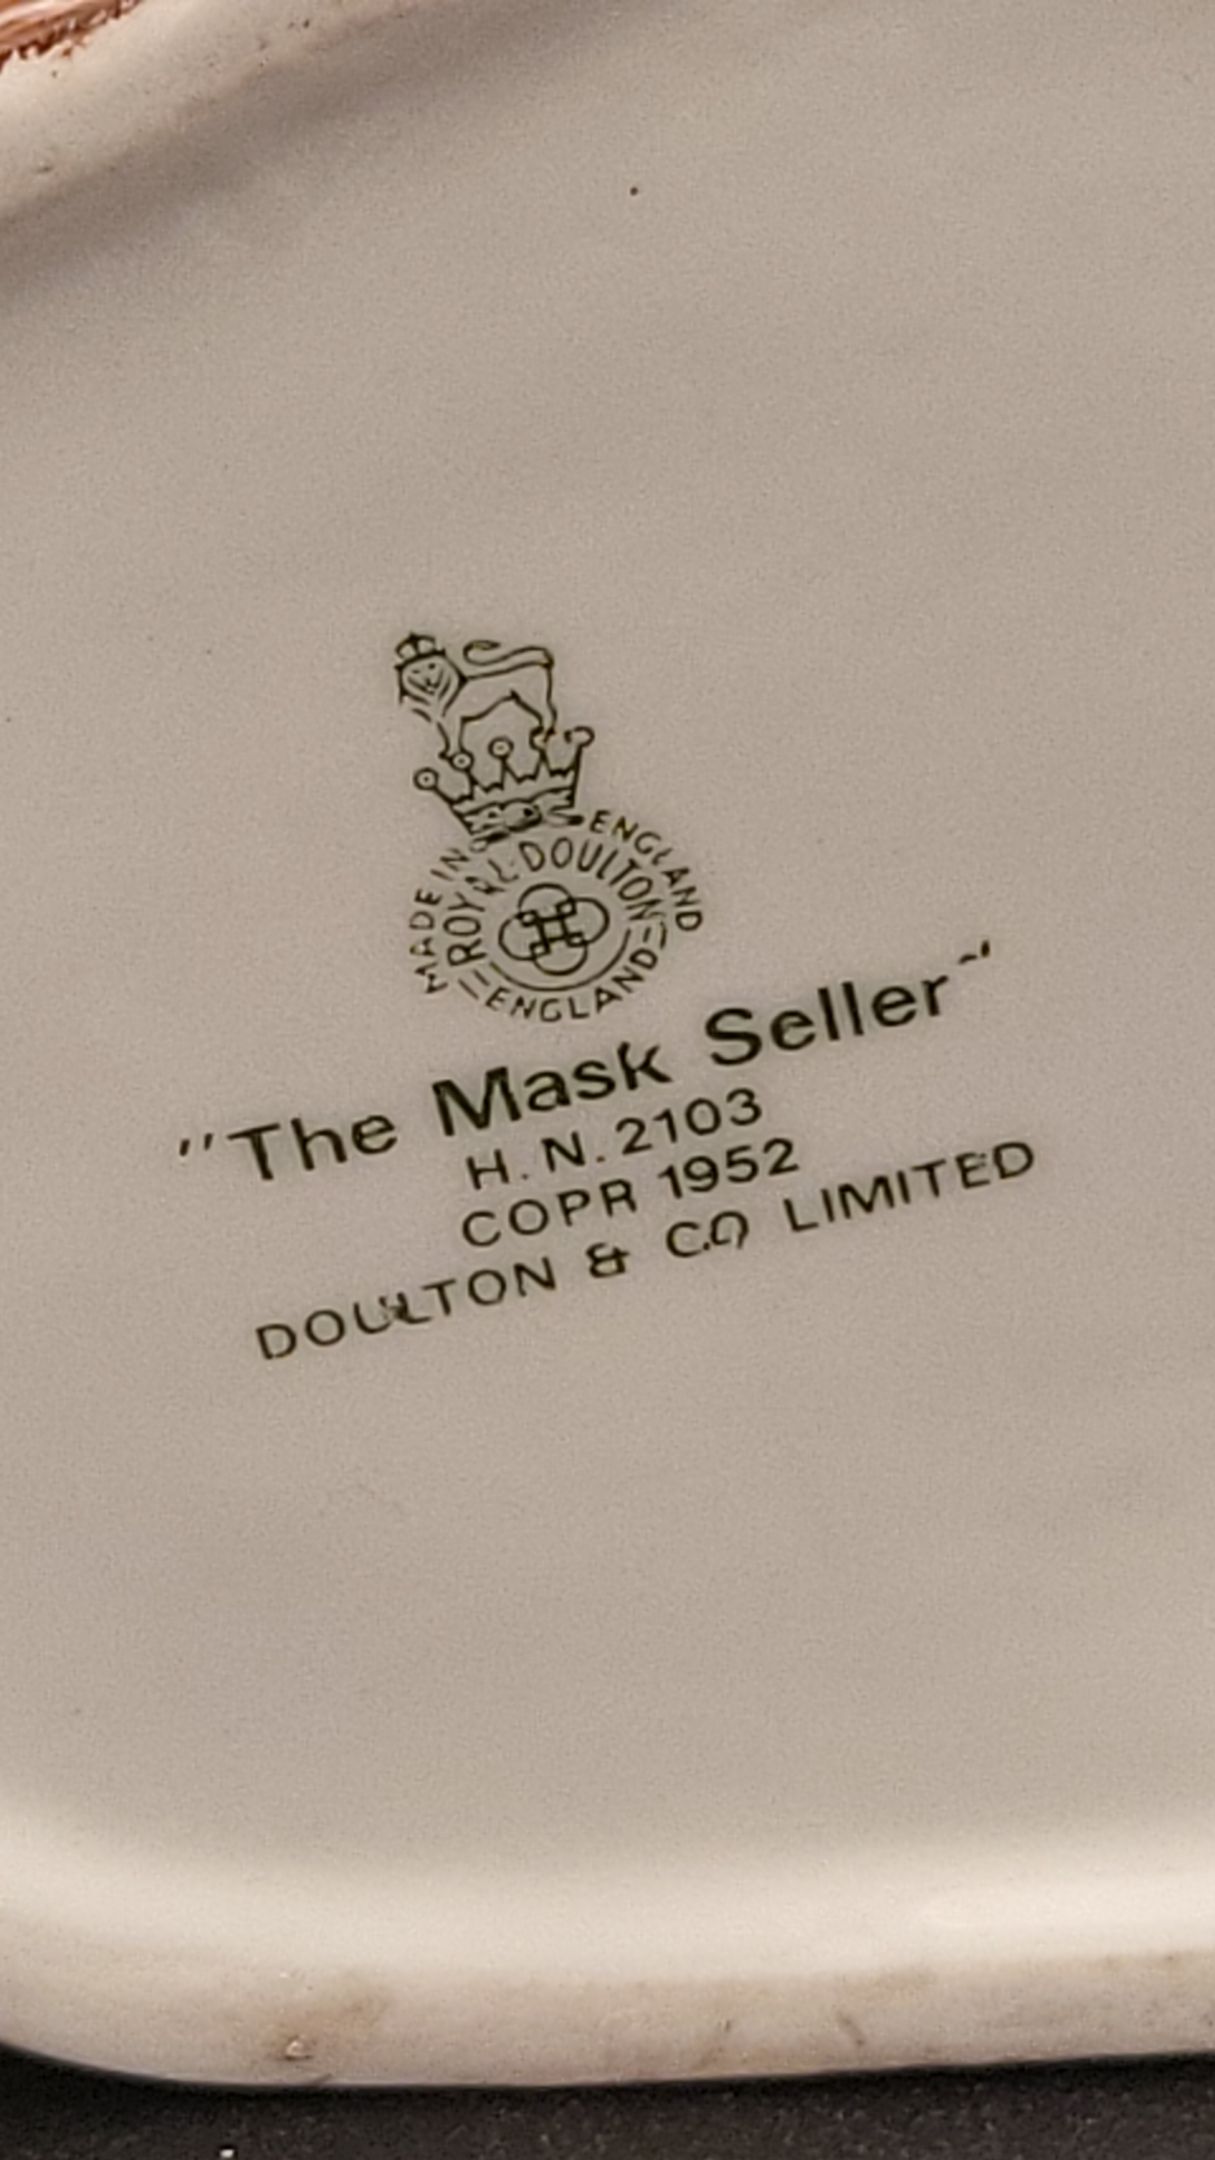 MADE IN ENGLAND
ROYAL DOULTON
ENGLAND
"The Mask Seller"
H.N.2103
COPR 1952
DOULTON & CO LIMITED